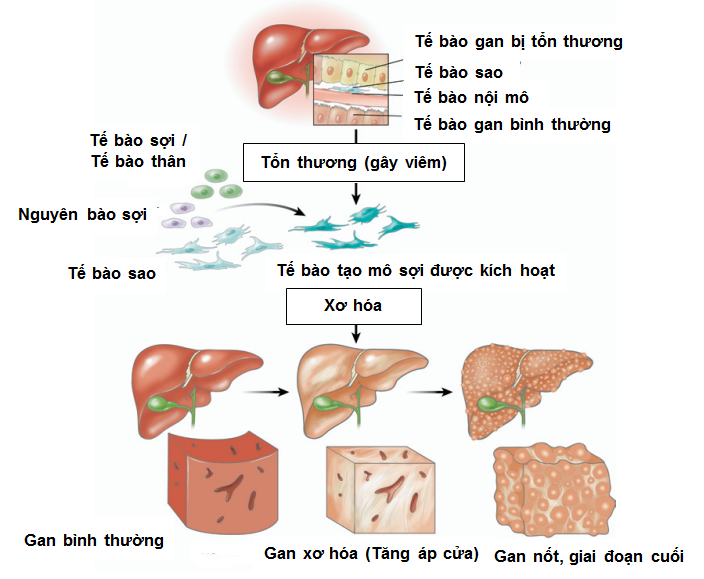 Tế bào gan bị tổn thương
Tế bào sao
Tế bào nội mô
Tế bào gan bình thường
Tế bào sợi /
Tế bào thân
Tổn thương (gây viêm)
Nguyên bào sợi
Tế bào sao
Tế bào tạo mô sợi được kích hoạt
Xơ hóa
Gan bình thường
Gan xơ hóa (Tăng áp cửa)
Gan nốt, giai đoạn cuối